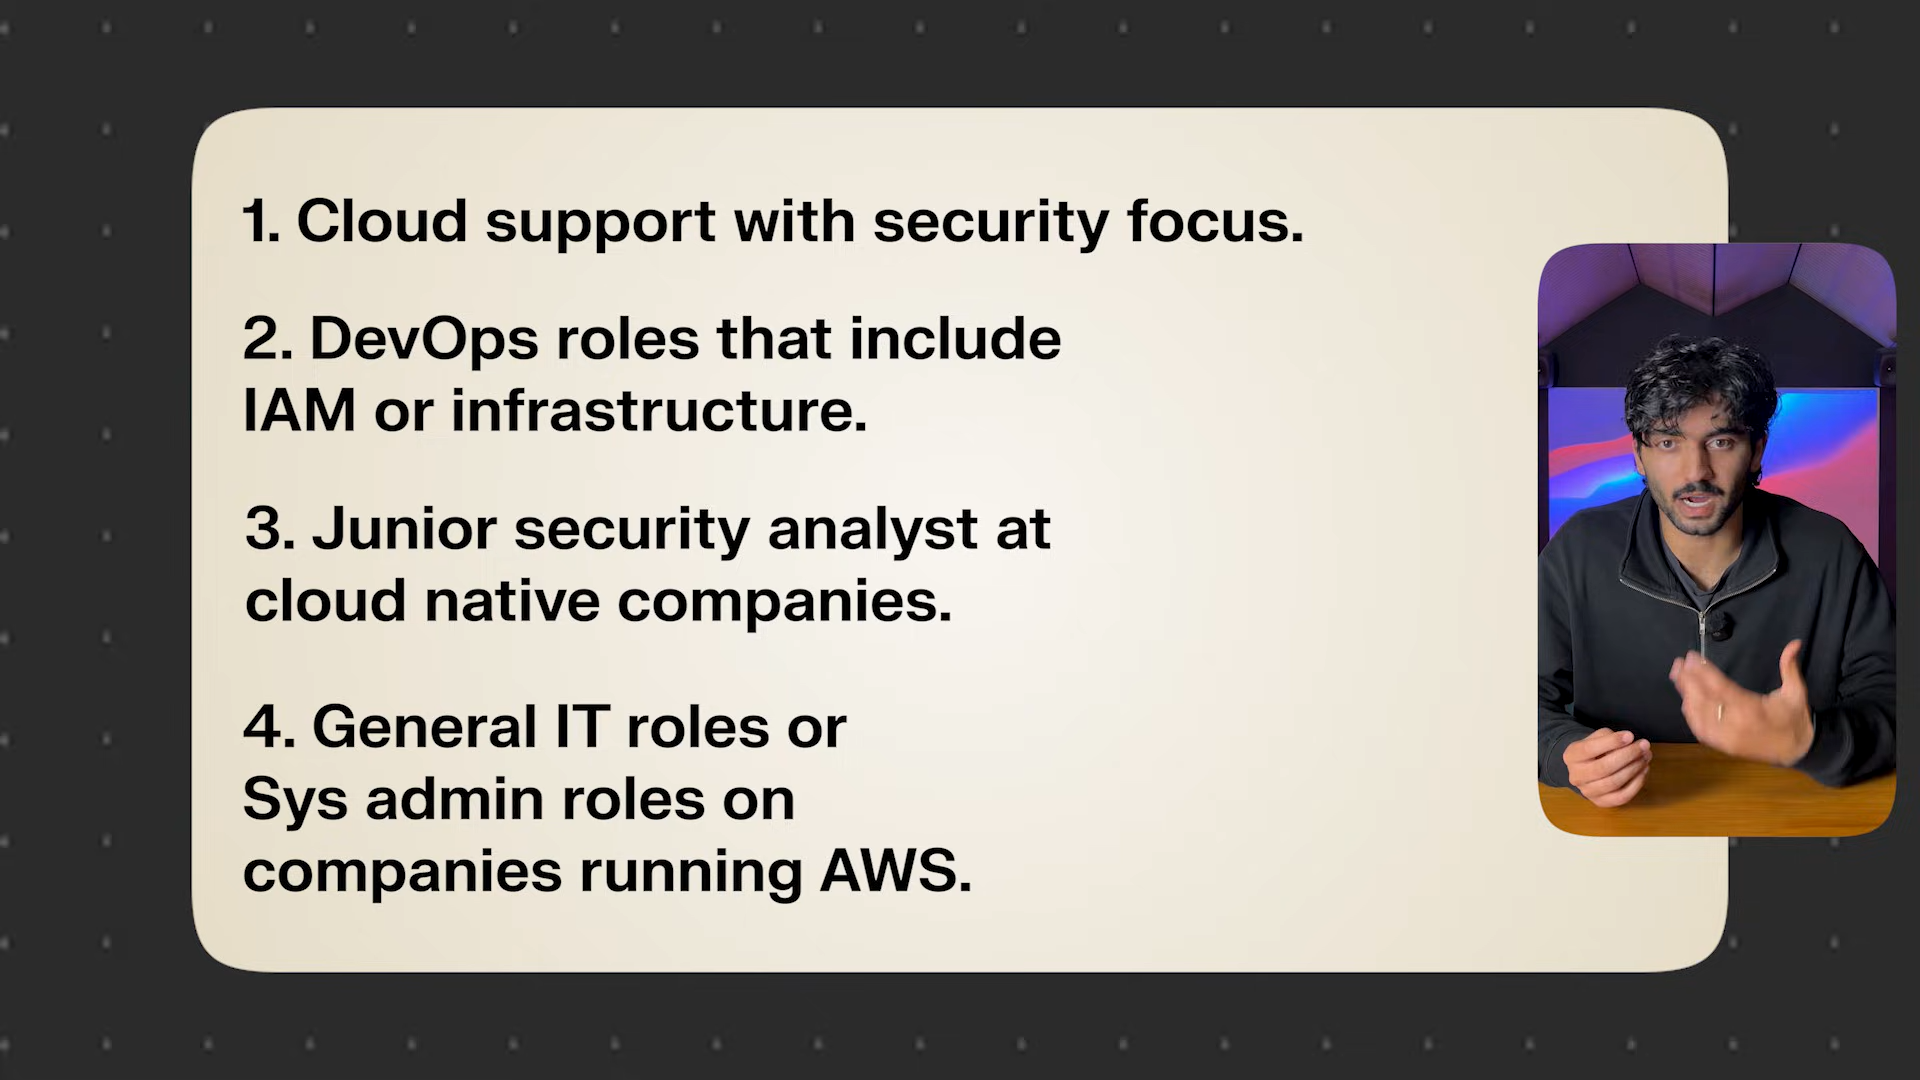 1. Cloud support with security focus.
2. DevOps roles that include
IAM or infrastructure.
3. Junior security analyst at
cloud native companies.
4. General IT roles or
Sys admin roles on
companies running AWS.